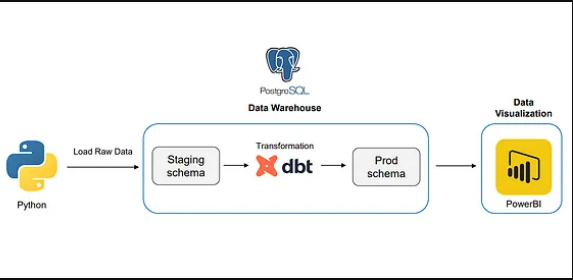 PostgreSQL
Data Warehouse
Data
Visualization
Load Raw Data
Staging
schema
Transformation
dbt
Prod
schema
Python
PowerBI